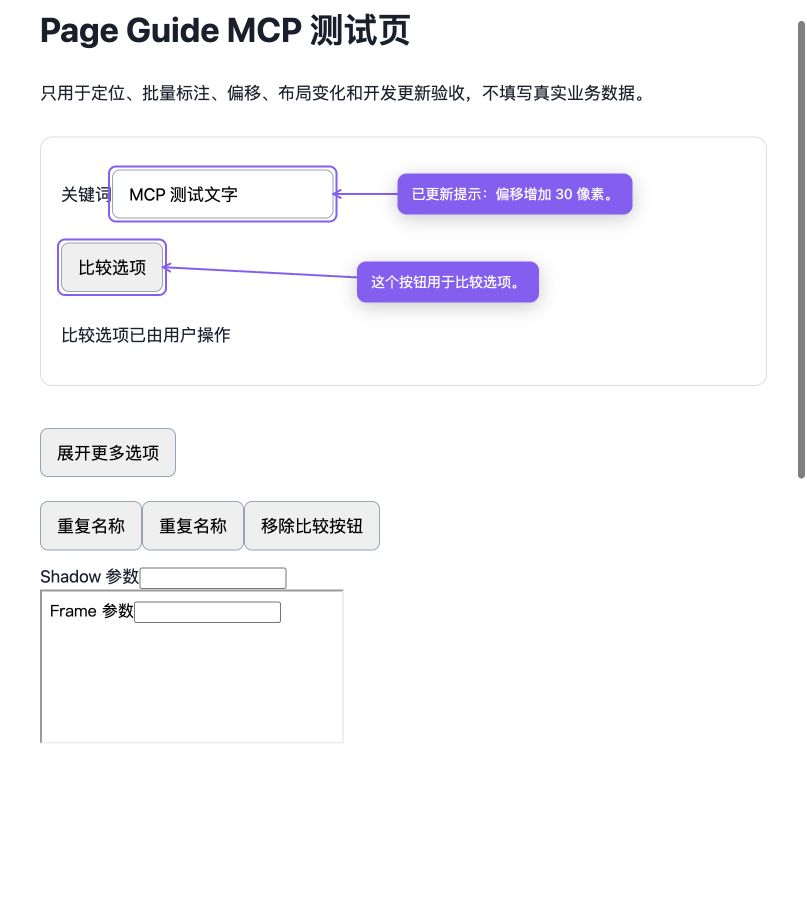 Page Guide MCP 测试页
只用于定位、批量标注、偏移、布局变化和开发更新验收，不填写真实业务数据。
关键词 MCP 测试文字 已更新提示：偏移增加 30 像素。
比较选项 这个按钮用于比较选项。
比较选项已由用户操作
展开更多选项
重复名称 重复名称 移除比较按钮
Shadow 参数
Frame 参数